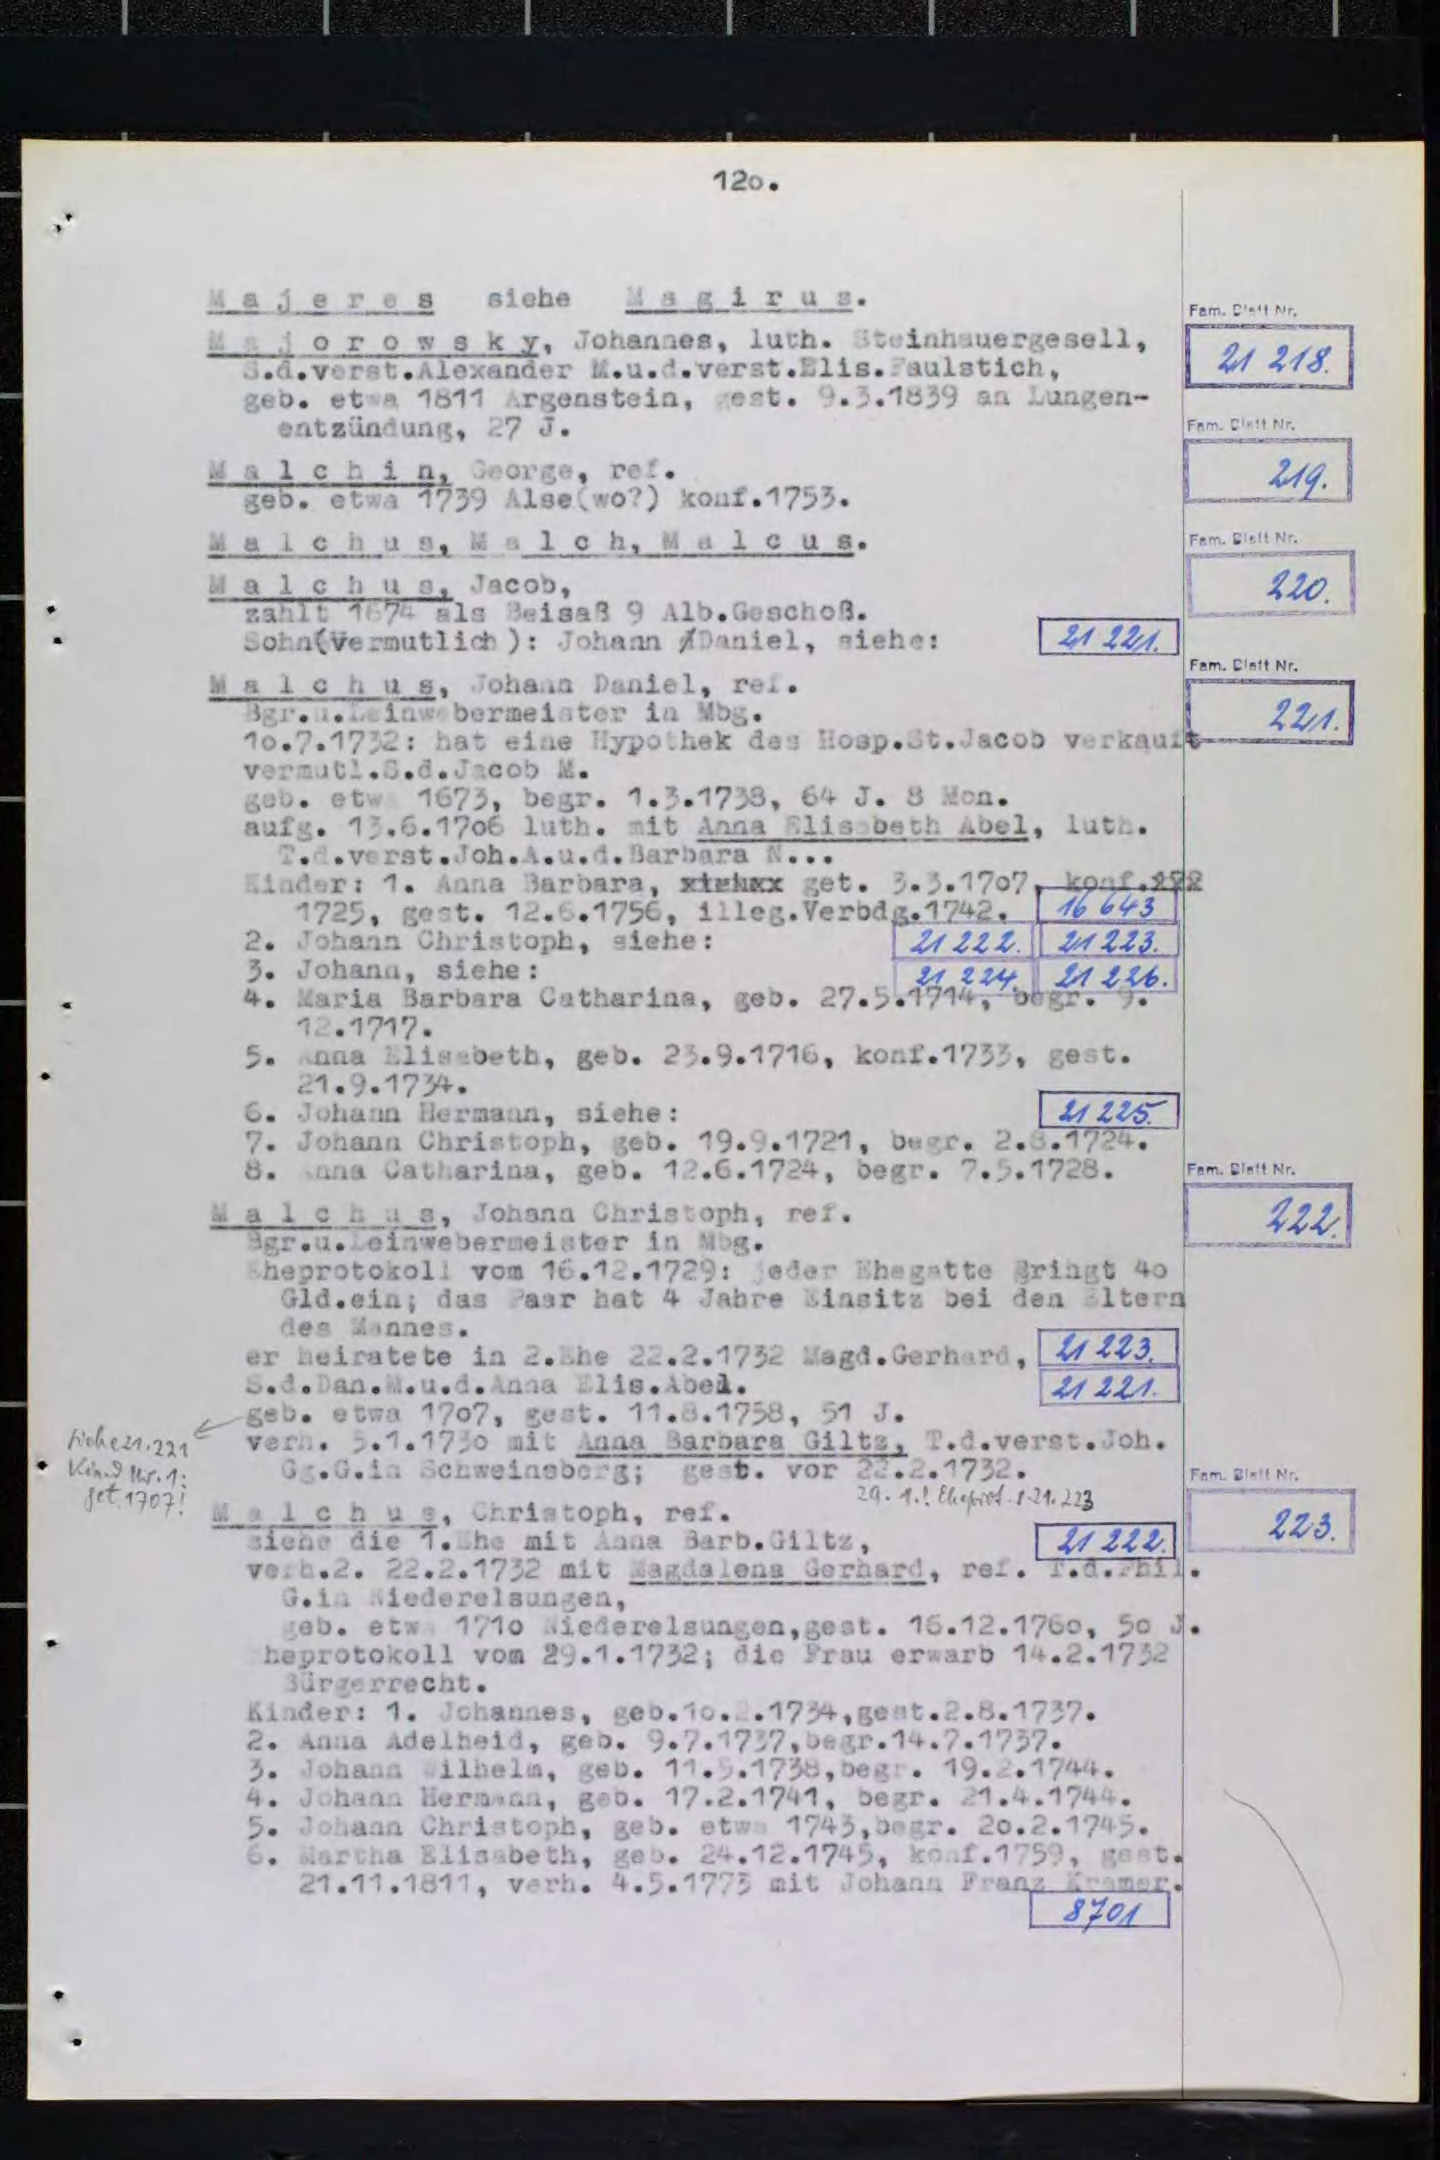 12o.
M a j e r e s siehe M a g i r u s.
Fam. Blatt Nr.
M a j o r o w s k y, Johannes, luth. Steinhauergesell,
21 218.
S.d.verst.Alexander M.u.d.verst.Elis.Faulstich,
geb. etwa 1811 Argenstein, gest. 9.3.1839 an Lungen-
entzündung, 27 J.
Fam. Blatt Nr.
219.
M a l c h i n, George, ref.
geb. etwa 1739 Alse(wo?) konf.1753.
M a l c h u s, M a l c h, M a l c u s.
Fam. Blatt Nr.
220.
M a l c h u s, Jacob,
zahlt 1674 als Beisaß 9 Alb.Geschoß.
Sohn(vermutlich): Johann Daniel, siehe: 21 221.
Fam. Blatt Nr.
221.
M a l c h u s, Johann Daniel, ref.
Bgr.u.Leinwebermeister in Mbg.
1o.7.1732: hat eine Hypothek des Hosp.St.Jacob verkauft
vermutl.S.d.Jacob M.
geb. etwa 1673, begr. 1.3.1738, 64 J. 8 Mon.
aufg. 13.6.17o6 luth. mit Anna Elisabeth Abel, luth.
T.d.verst.Joh.A.u.d.Barbara N...
Kinder: 1. Anna Barbara, get. 3.3.17o7, konf.
1725, gest. 12.6.1756, illeg.Verbdg.1742. 16 643
2. Johann Christoph, siehe: 21 222. 21 223.
3. Johann, siehe: 21 224. 21 226.
4. Maria Barbara Catharina, geb. 27.5.1714, begr. 9.
12.1717.
5. Anna Elisabeth, geb. 23.9.1716, konf.1733, gest.
21.9.1734.
6. Johann Hermann, siehe: 21 225.
7. Johann Christoph, geb. 19.9.1721, begr. 2.8.1724.
8. Anna Catharina, geb. 12.6.1724, begr. 7.5.1728.
Fam. Blatt Nr.
222.
M a l c h u s, Johann Christoph, ref.
Bgr.u.Leinwebermeister in Mbg.
Eheprotokoll vom 16.12.1729: jeder Ehegatte bringt 4o
Gld.ein; das Paar hat 4 Jahre Einsitz bei den Eltern
des Mannes.
er heiratete in 2.Ehe 22.2.1732 Magd.Gerhard, 21 223.
S.d.Dan.M.u.d.Anna Elis.Abel. 21 221.
geb. etwa 17o7, gest. 11.8.1758, 51 J.
siehe 21.221
Kind Nr.1:
get.1707!
verh. 5.1.173o mit Anna Barbara Giltz, T.d.verst.Joh.
Gg.G.in Schweinsberg; gest. vor 22.2.1732.
29.1.! Eheprot. s.21.223
Fam. Blatt Nr.
223.
M a l c h u s, Christoph, ref.
siehe die 1.Ehe mit Anna Barb.Giltz, 21 222.
verh.2. 22.2.1732 mit Magdalena Gerhard, ref. T.d.Phil.
G.in Niederelsungen,
geb. etwa 171o Niederelsungen,gest. 16.12.176o, 5o J.
Eheprotokoll vom 29.1.1732; die Frau erwarb 14.2.1732
Bürgerrecht.
Kinder: 1. Johannes, geb.1o.2.1734,gest.2.8.1737.
2. Anna Adelheid, geb. 9.7.1737,begr.14.7.1737.
3. Johann Wilhelm, geb. 11.5.1738,begr. 19.2.1744.
4. Johann Hermann, geb. 17.2.1741, begr. 21.4.1744.
5. Johann Christoph, geb. etwa 1743,begr. 2o.2.1745.
6. Martha Elisabeth, geb. 24.12.1745, konf.1759, gest.
21.11.1811, verh. 4.5.1773 mit Johann Franz Kramer.
8701